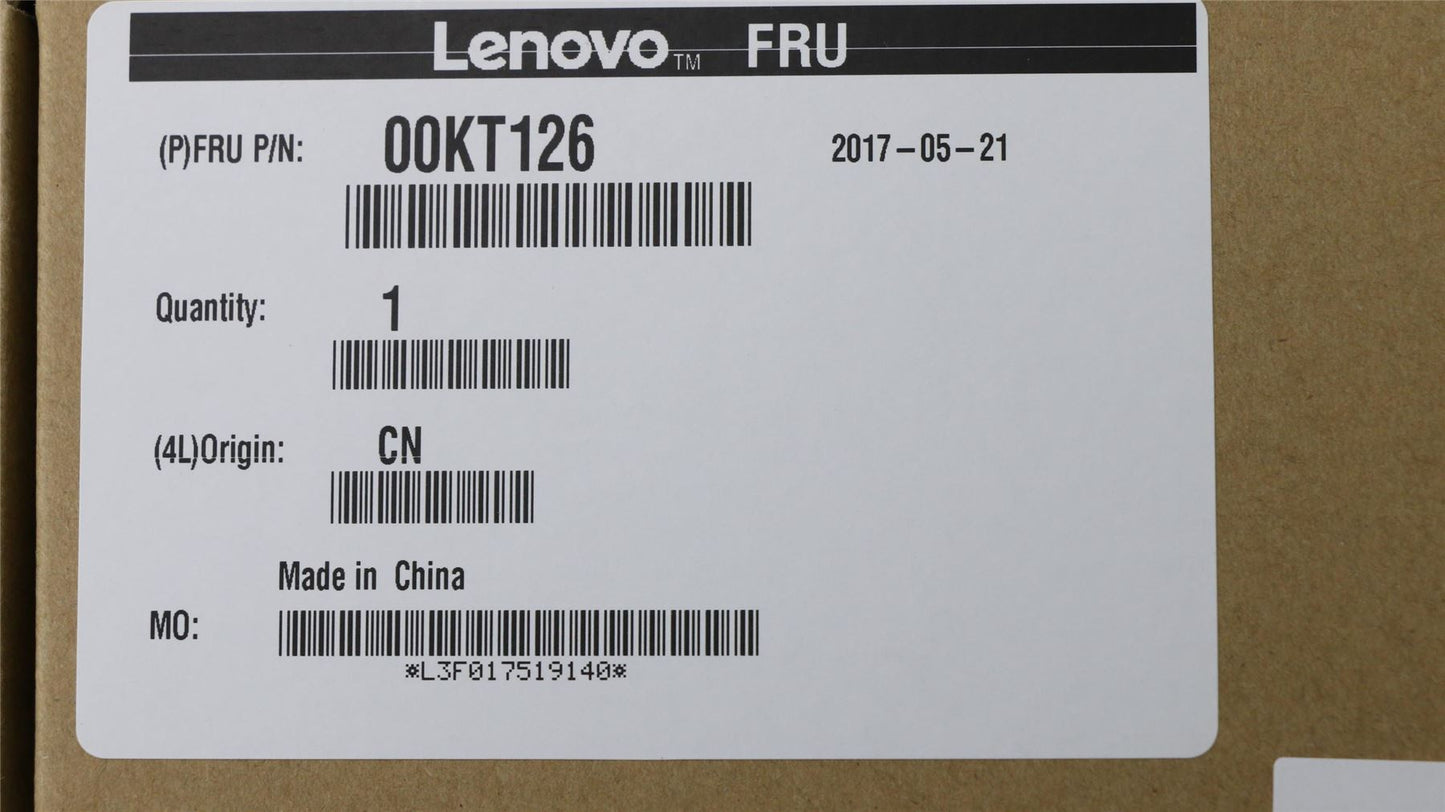 Lenovo™ FRU
(P)FRU P/N: 00KT126 2017-05-21
Quantity: 1
(4L)Origin: CN
Made in China
MO:
*L3F017519140*